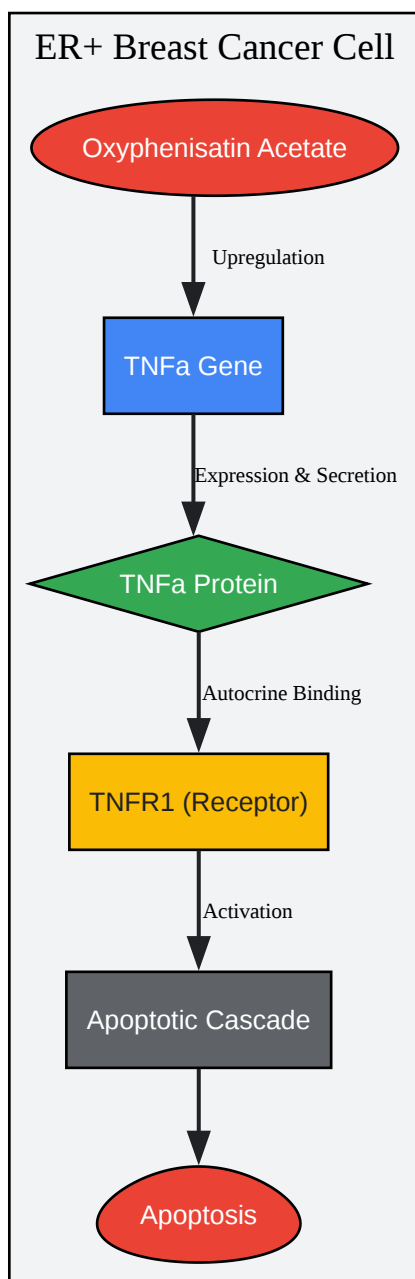 ER+ Breast Cancer Cell
Oxyphenisatin Acetate
Upregulation
TNFa Gene
Expression & Secretion
TNFa Protein
Autocrine Binding
TNFR1 (Receptor)
Activation
Apoptotic Cascade
Apoptosis